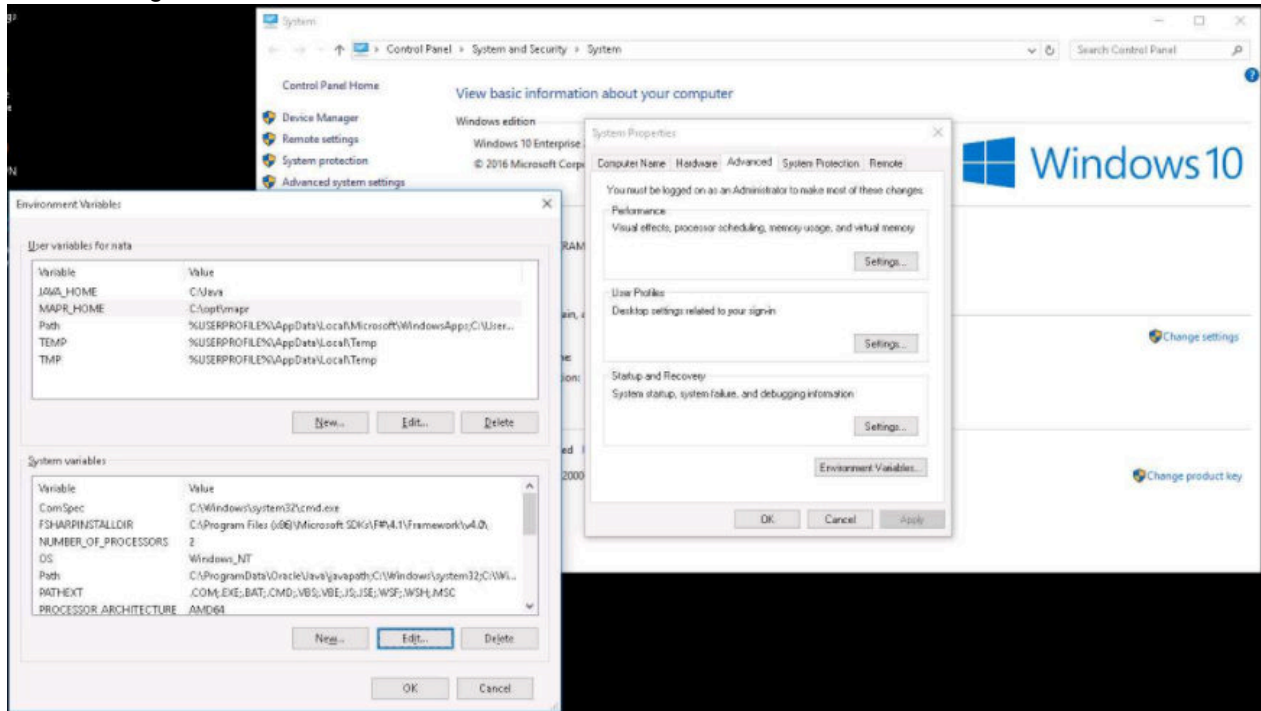 System
Control Panel > System and Security > System
Search Control Panel
Control Panel Home
View basic information about your computer
Device Manager
Remote settings
System protection
Advanced system settings
Windows edition
Windows 10 Enterprise
© 2016 Microsoft Corp
Windows 10
RAM
Change settings
Change product key
2000
System Properties
Computer Name Hardware Advanced System Protection Remote
You must be logged on as an Administrator to make most of these changes.
Performance
Visual effects, processor scheduling, memory usage, and virtual memory
Settings...
User Profiles
Desktop settings related to your sign-in
Settings...
Startup and Recovery
System startup, system failure, and debugging information
Settings...
Environment Variables...
OK Cancel Apply
Environment Variables
User variables for nata
Variable Value
JAVA_HOME C:\Java
MAPR_HOME C:\opt\mapr
Path %USERPROFILE%\AppData\Local\Microsoft\WindowsApps;C:\User...
TEMP %USERPROFILE%\AppData\Local\Temp
TMP %USERPROFILE%\AppData\Local\Temp
New... Edit... Delete
System variables
Variable Value
ComSpec C:\Windows\system32\cmd.exe
FSHARPINSTALLDIR C:\Program Files (x86)\Microsoft SDKs\F#\4.1\Framework\v4.0\
NUMBER_OF_PROCESSORS 2
OS Windows_NT
Path C:\ProgramData\Oracle\Java\javapath;C:\Windows\system32;C:\Wi...
PATHEXT .COM;.EXE;.BAT;.CMD;.VBS;.VBE;.JS;.JSE;.WSF;.WSH;.MSC
PROCESSOR_ARCHITECTURE AMD64
New... Edit... Delete
OK Cancel